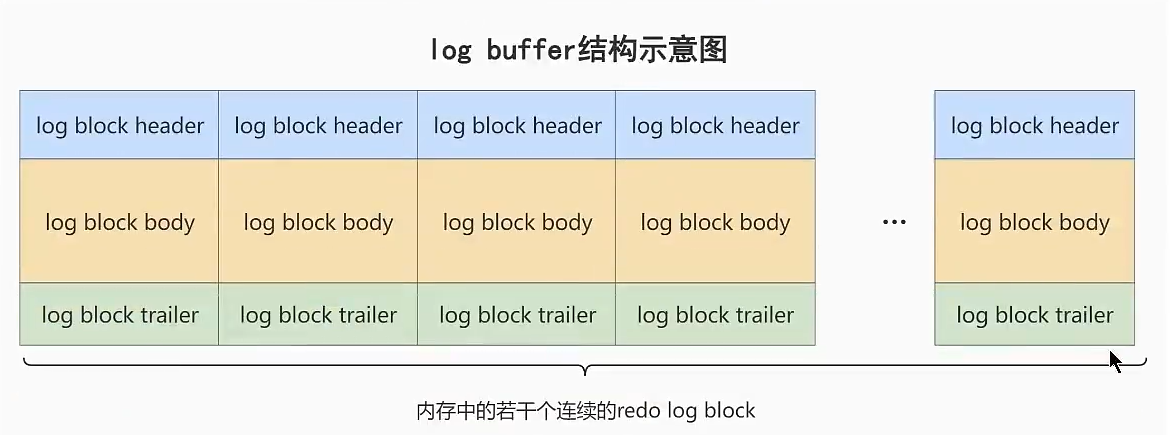 log buffer结构示意图
log block header log block header log block header log block header log block header
log block body log block body log block body log block body ... log block body
log block trailer log block trailer log block trailer log block trailer log block trailer
内存中的若干个连续的redo log block